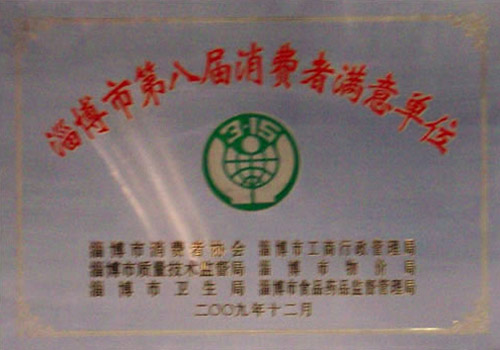 淄博市第八届消费者满意单位
3·15
淄博市消费者协会 淄博市工商行政管理局
淄博市质量技术监督局 淄博市物价局
淄博市卫生局 淄博市食品药品监督管理局
二〇〇九年十二月